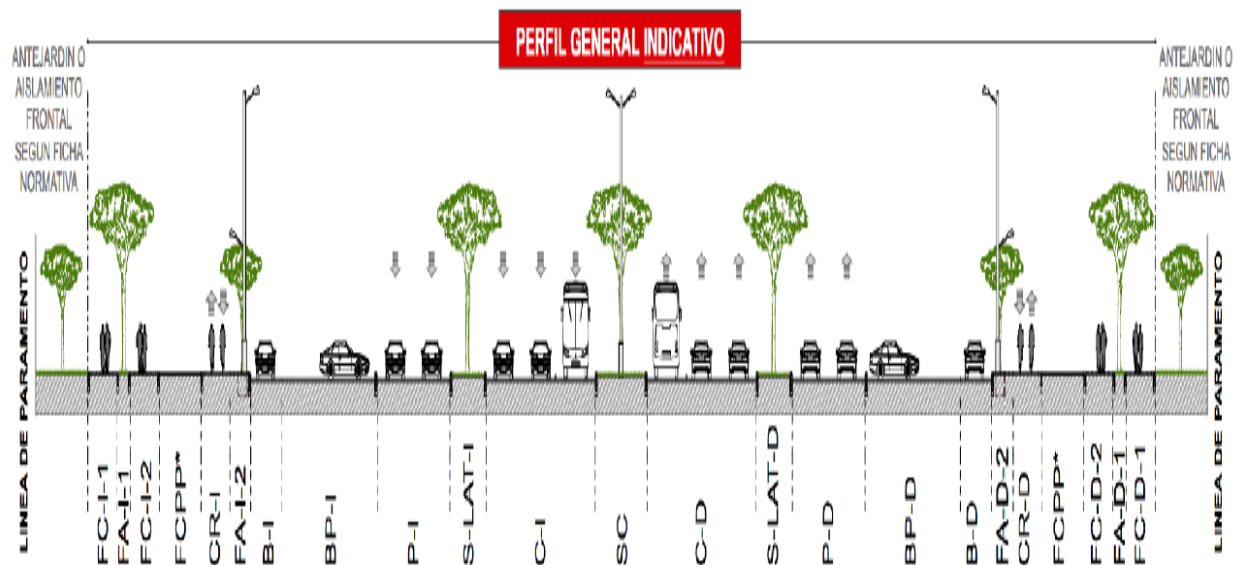 PERFIL GENERAL INDICATIVO
ANTEJARDIN O
AISLAMIENTO
FRONTAL
SEGUN FICHA
NORMATIVA
ANTEJARDIN O
AISLAMIENTO
FRONTAL
SEGUN FICHA
NORMATIVA
LINEA DE PARAMENTO
FC-I-1
FA-I-1
FC-I-2
FCPP*
CR-I
FA-I-2
B-I
BP-I
P-I
S-LAT-I
C-I
SC
C-D
S-LAT-D
P-D
BP-D
B-D
FA-D-2
CR-D
FCPP*
FC-D-2
FA-D-1
FC-D-1
LINEA DE PARAMENTO